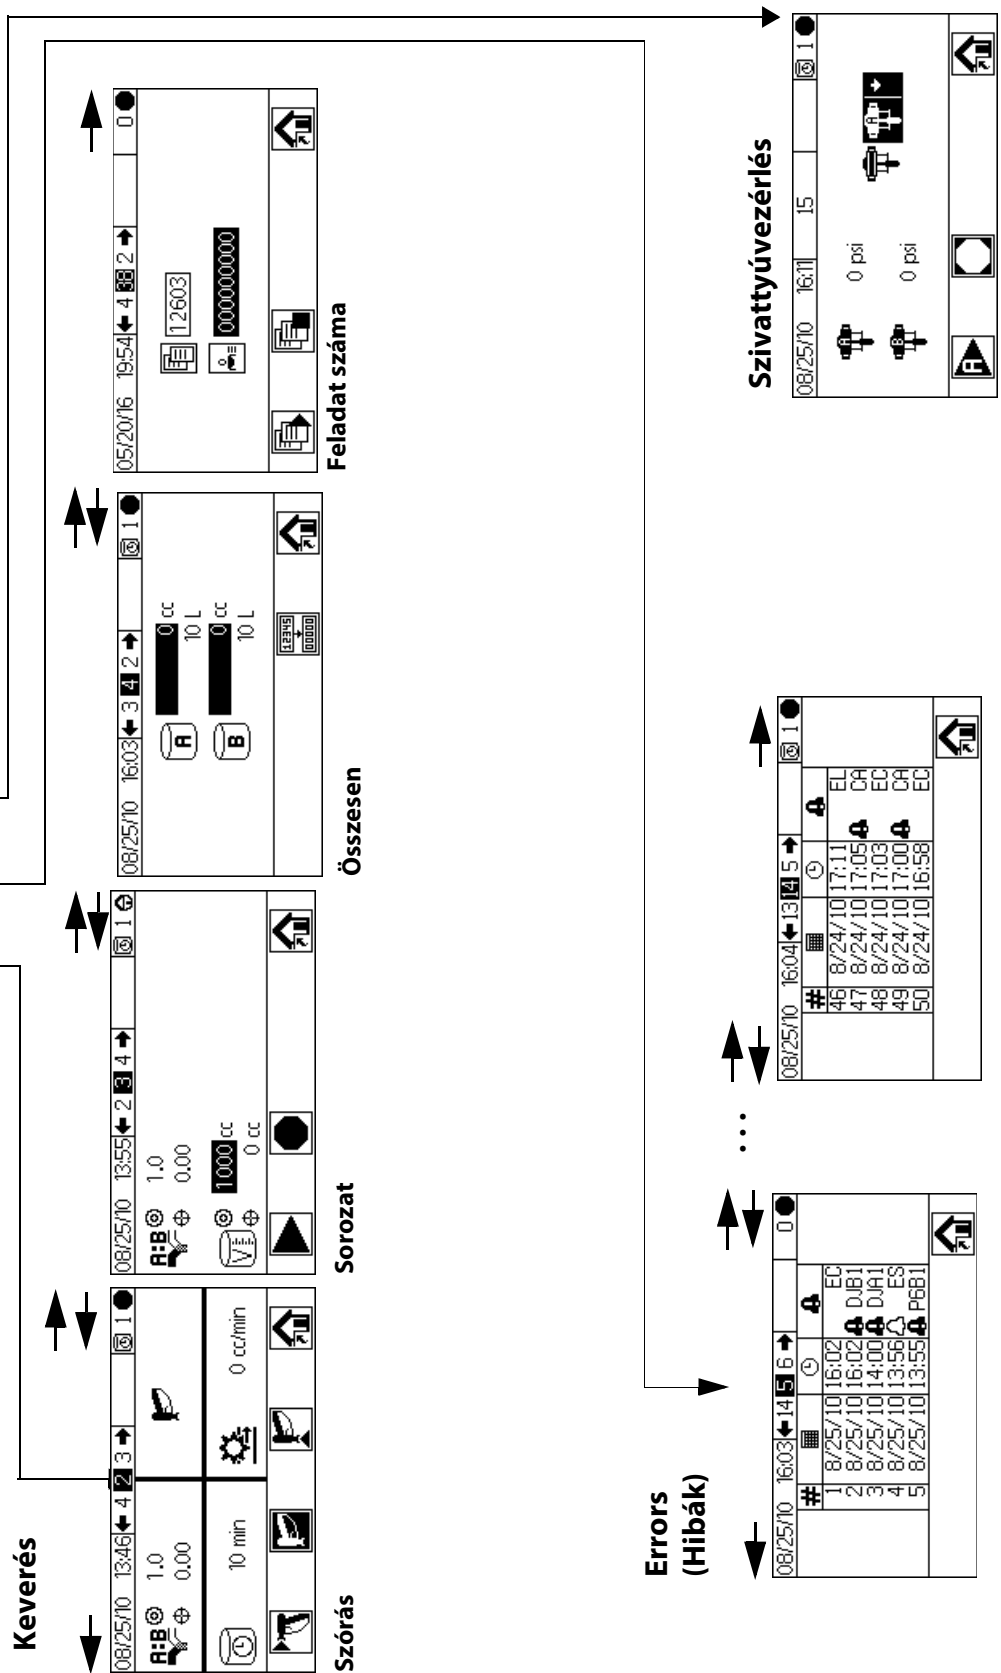 Keverés
08/25/10 13:46 4 2 3 1
A:B 1.0
0.00
10 min
0 cc/min
Szórás
08/25/10 13:55 2 3 4 1
A:B 1.0
0.00
1000 cc
0 cc
Sorozat
08/25/10 16:03 3 4 2 1
A 0 cc
10 L
B 0 cc
10 L
12345
00000
Összesen
05/20/16 19:54 4 38 2 0
12603
000000000
Feladat száma
Errors
(Hibák)
08/25/10 16:03 14 5 6 0
#
1 8/25/10 16:02 EC
2 8/25/10 16:02 DJB1
3 8/25/10 14:00 DJA1
4 8/25/10 13:56 ES
5 8/25/10 13:55 P6B1
...
08/25/10 16:04 13 14 5 1
#
46 8/24/10 17:11 EL
47 8/24/10 17:05 CA
48 8/24/10 17:03 EC
49 8/24/10 17:00 CA
50 8/24/10 16:58 EC
Szivattyúvezérlés
08/25/10 16:11 15 1
A 0 psi
A
B 0 psi
A